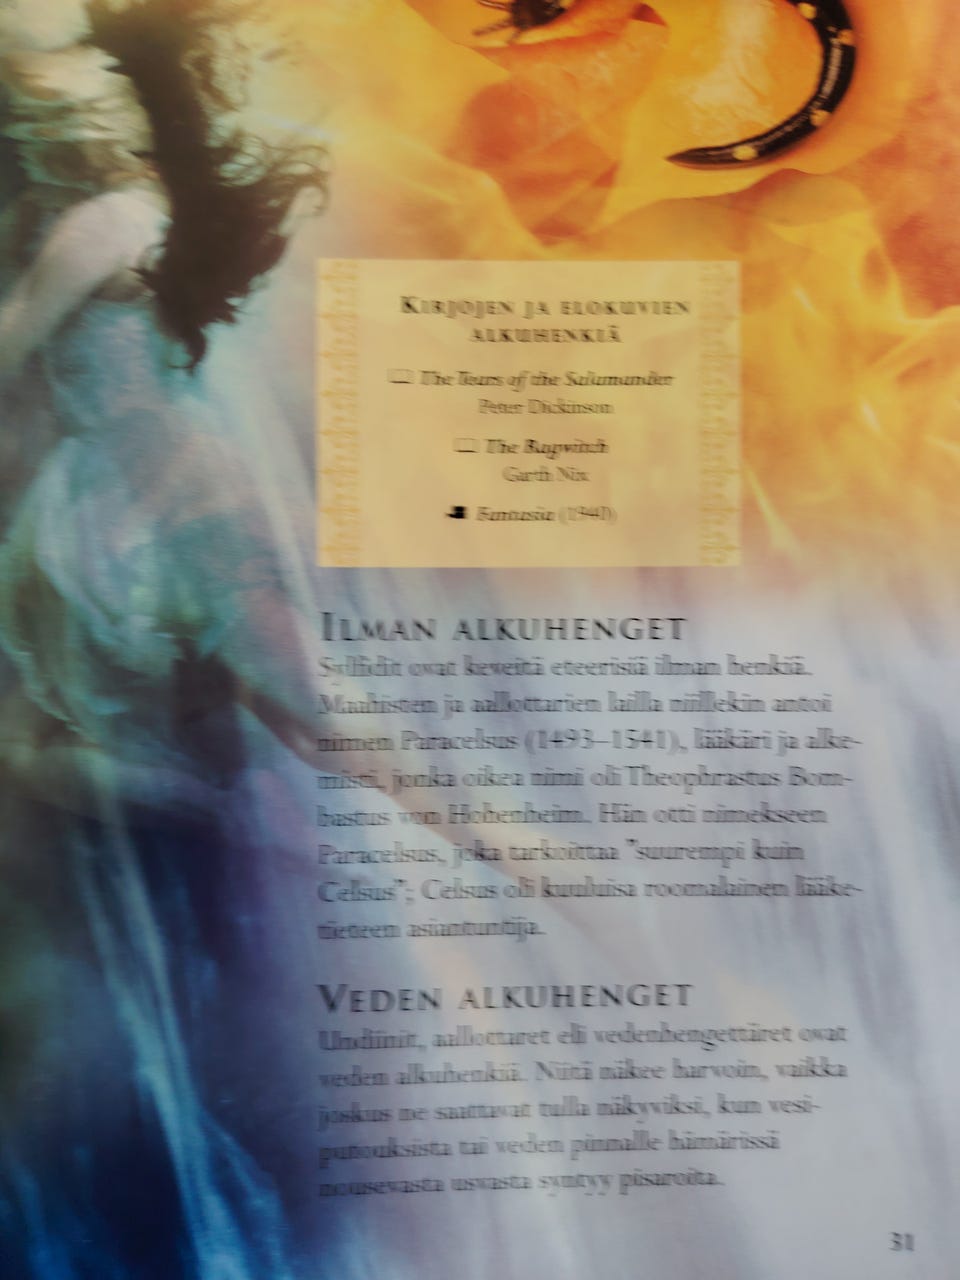 Kirjojen ja elokuvien
alkuhenkiä
The Tears of the Salamander
Peter Dickinson
The Ragwitch
Garth Nix
Fantasia (1940)
Ilman alkuhenget
Sylfidit ovat keveitä eteerisiä ilman henkiä.
Maahisten ja aallottarien lailla niillekin antoi
nimen Paracelsus (1493–1541), lääkäri ja alke-
misti, jonka oikea nimi oli Theophrastus Bom-
bastus von Hohenheim. Hän otti nimekseen
Paracelsus, joka tarkoittaa "suurempi kuin
Celsus"; Celsus oli kuuluisa roomalainen lääke-
tieteen asiantuntija.
Veden alkuhenget
Undiinit, aallottaret eli vedenhengettäret ovat
veden alkuhenkiä. Niitä näkee harvoin, vaikka
joskus ne saattavat tulla näkyviksi, kun vesi-
putouksista tai veden pinnalle hämärissä
nousevasta usvasta syntyy pisaroita.
31